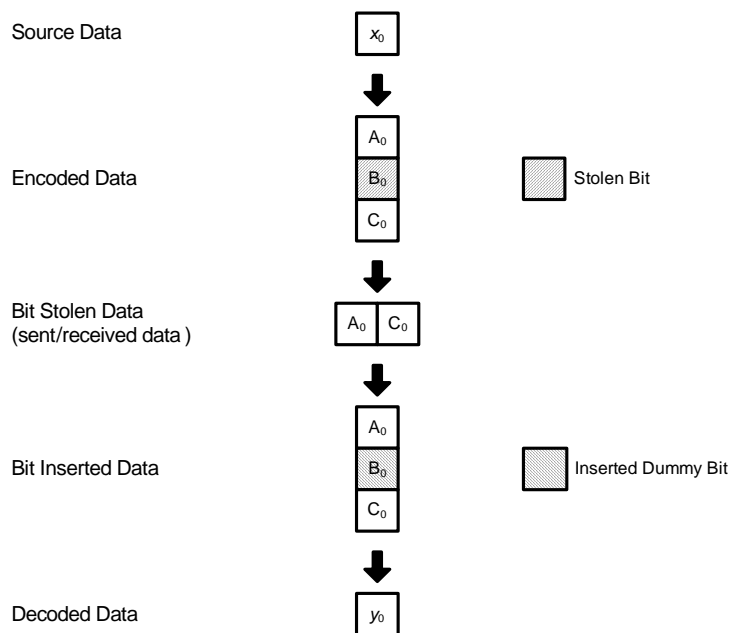 Source Data
x₀
Encoded Data
A₀
B₀
C₀
Stolen Bit
Bit Stolen Data
(sent/received data )
A₀ C₀
Bit Inserted Data
A₀
B₀
C₀
Inserted Dummy Bit
Decoded Data
y₀